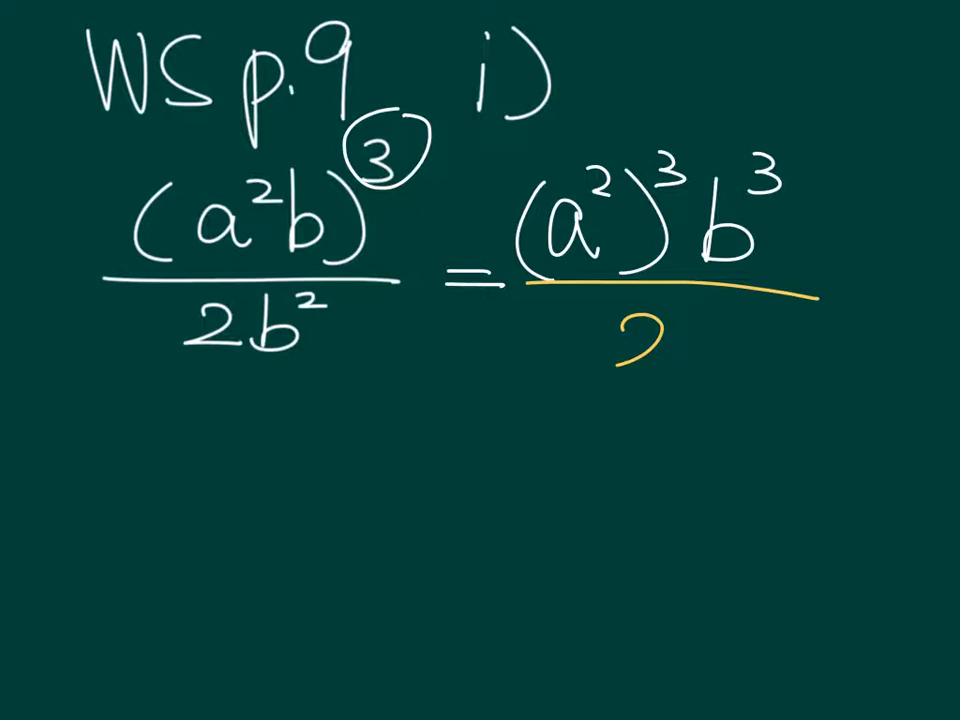 WS p.9 i)
(a²b)³/2b² = (a²)³b³/2